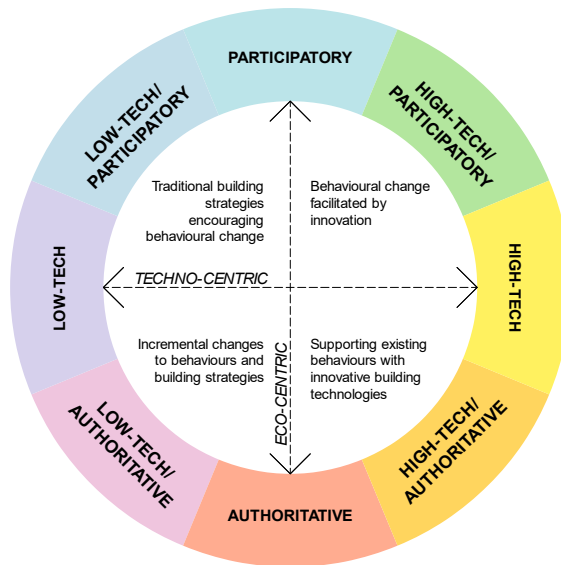 PARTICIPATORY
LOW-TECH/
PARTICIPATORY
HIGH-TECH/
PARTICIPATORY
Traditional building
strategies
encouraging
behavioural change
Behavioural change
facilitated by
innovation
LOW-TECH
TECHNO-CENTRIC
HIGH-TECH
Incremental changes
to behaviours and
building strategies
ECO-CENTRIC
Supporting existing
behaviours with
innovative building
technologies
LOW-TECH/
AUTHORITATIVE
HIGH-TECH/
AUTHORITATIVE
AUTHORITATIVE